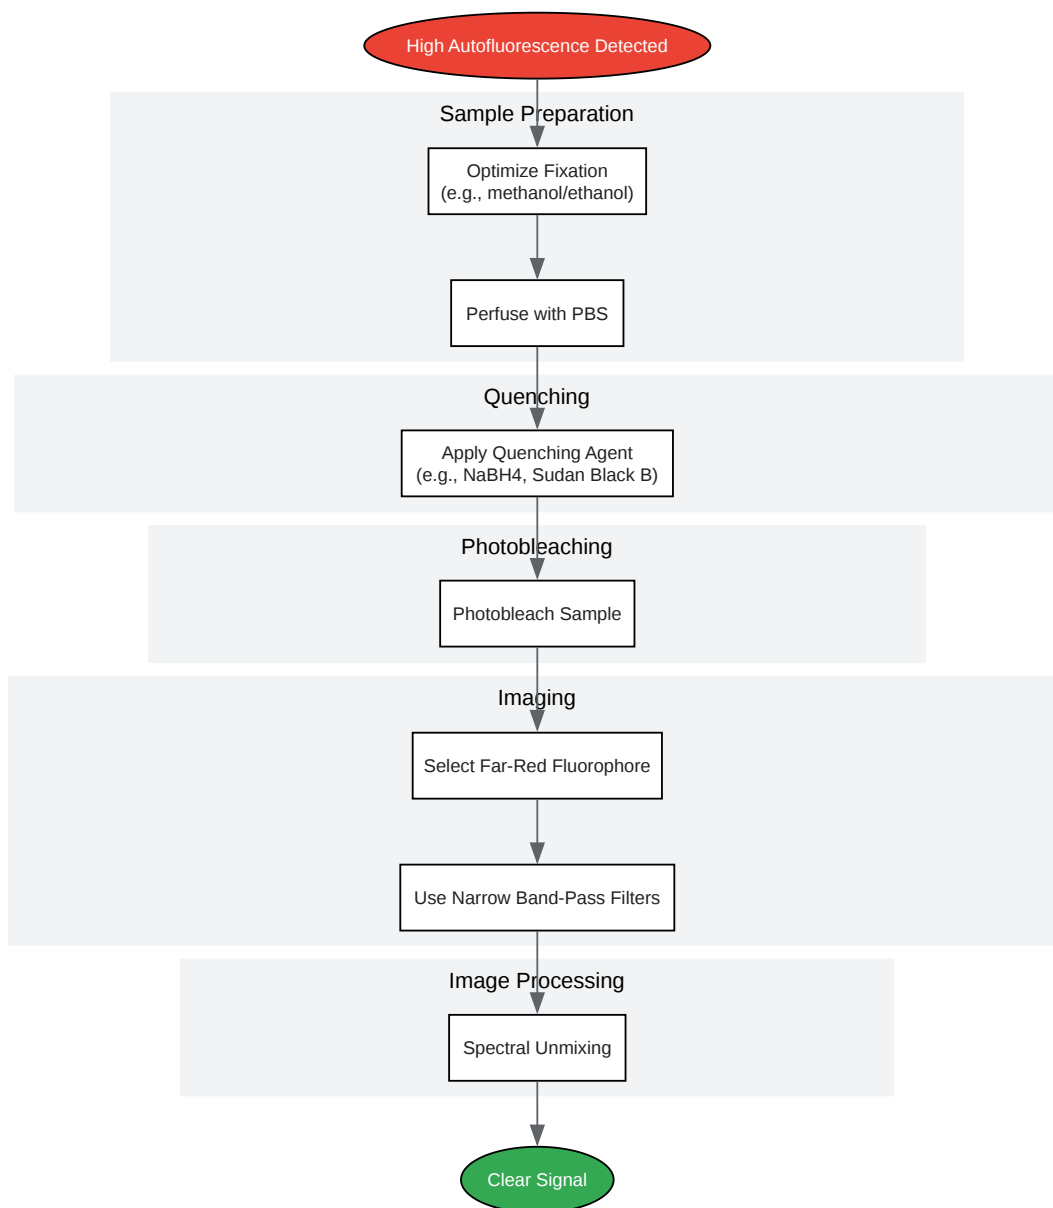 High Autofluorescence Detected
Sample Preparation
Optimize Fixation
(e.g., methanol/ethanol)
Perfuse with PBS
Quenching
Apply Quenching Agent
(e.g., NaBH4, Sudan Black B)
Photobleaching
Photobleach Sample
Imaging
Select Far-Red Fluorophore
Use Narrow Band-Pass Filters
Image Processing
Spectral Unmixing
Clear Signal